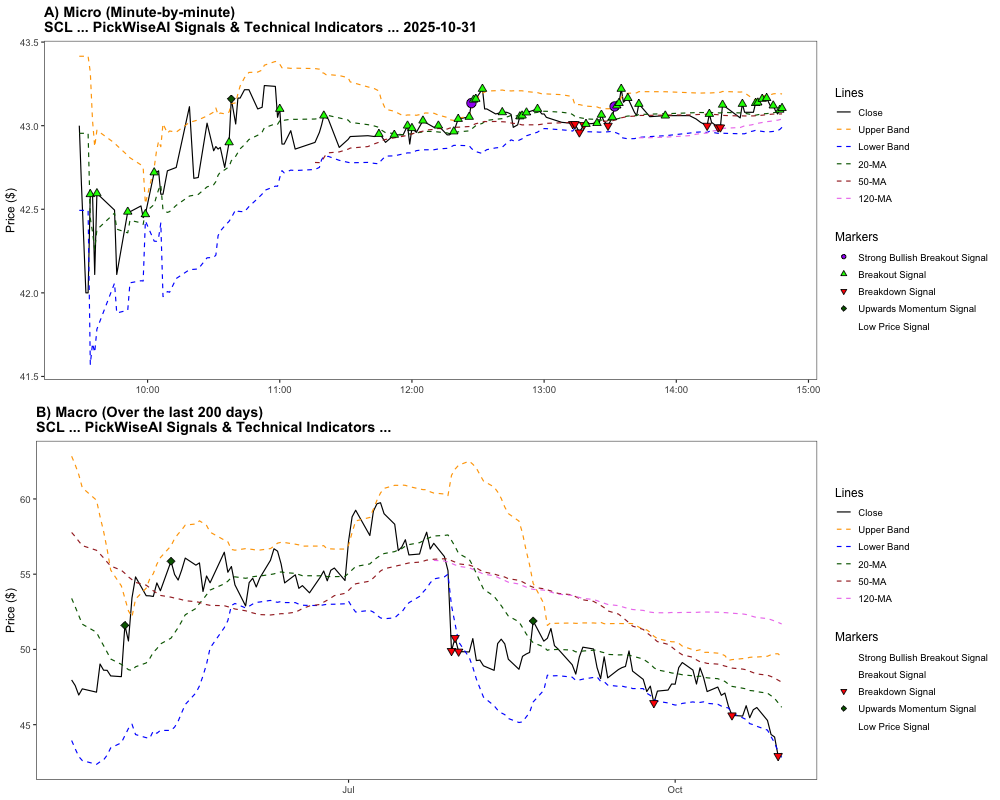 A) Micro (Minute-by-minute)
SCL ... PickWiseAI Signals & Technical Indicators ... 2025-10-31
43.5
43.0
42.5
42.0
41.5
Price ($)
10:00
11:00
12:00
13:00
14:00
15:00
Lines
Close
Upper Band
Lower Band
20-MA
50-MA
120-MA
Markers
Strong Bullish Breakout Signal
Breakout Signal
Breakdown Signal
Upwards Momentum Signal
Low Price Signal
B) Macro (Over the last 200 days)
SCL ... PickWiseAI Signals & Technical Indicators ...
60
55
50
45
Price ($)
Jul
Oct
Lines
Close
Upper Band
Lower Band
20-MA
50-MA
120-MA
Markers
Strong Bullish Breakout Signal
Breakout Signal
Breakdown Signal
Upwards Momentum Signal
Low Price Signal